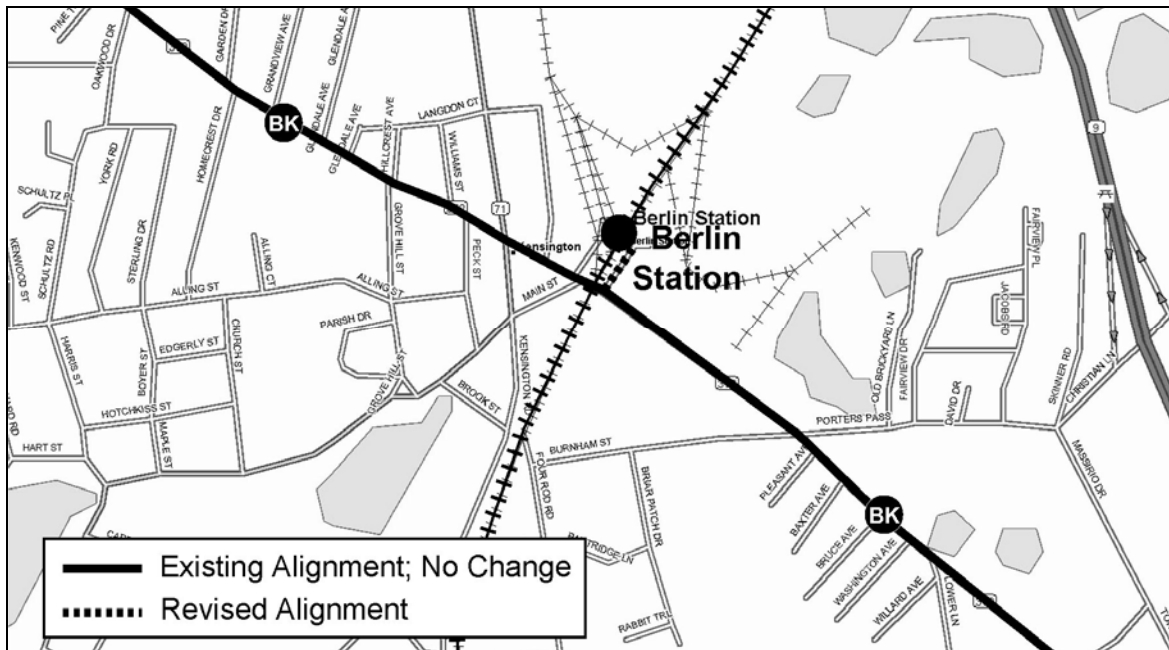 OAKWOOD DR
GARDEN DR
GRANDVIEW AVE
GLENDALE AVE
9
BK
GLENDALE AVE
GLENDALE AVE
LANGDON CT
HILLCREST AVE
WILLIAMS ST
YORK RD
HOMECREST DR
SCHULTZ PL
71
Berlin Station
Berlin
Station
Kensington
KENWOOD ST
SCHULTZ RD
STERLING DR
ALLING CT
GROVE HILL ST
PECK ST
FAIRVIEW PL
ALLING ST
ALLING ST
MAIN ST
JACOBS RD
PARISH DR
OLD BRICKYARD LN
FAIRVIEW DR
HARRIS ST
EDGERLY ST
BOYER ST
CHURCH ST
GROVE HILL ST
KENSINGTON
BROOK ST
SKINNER RD
CHRISTIAN LN
DAVID DR
HOTCHKISS ST
MAPLE ST
HART ST
PORTERS PASS
BURNHAM ST
FOUR ROD RD
BRIAR PATCH DR
PLEASANT AV
BAXTER AVE
MASSIRIO DR
BK
BRUCE AVE
WASHINGTON AVE
WILLARD AVE
LOWER LN
RABBIT TRL
Existing Alignment; No Change
Revised Alignment